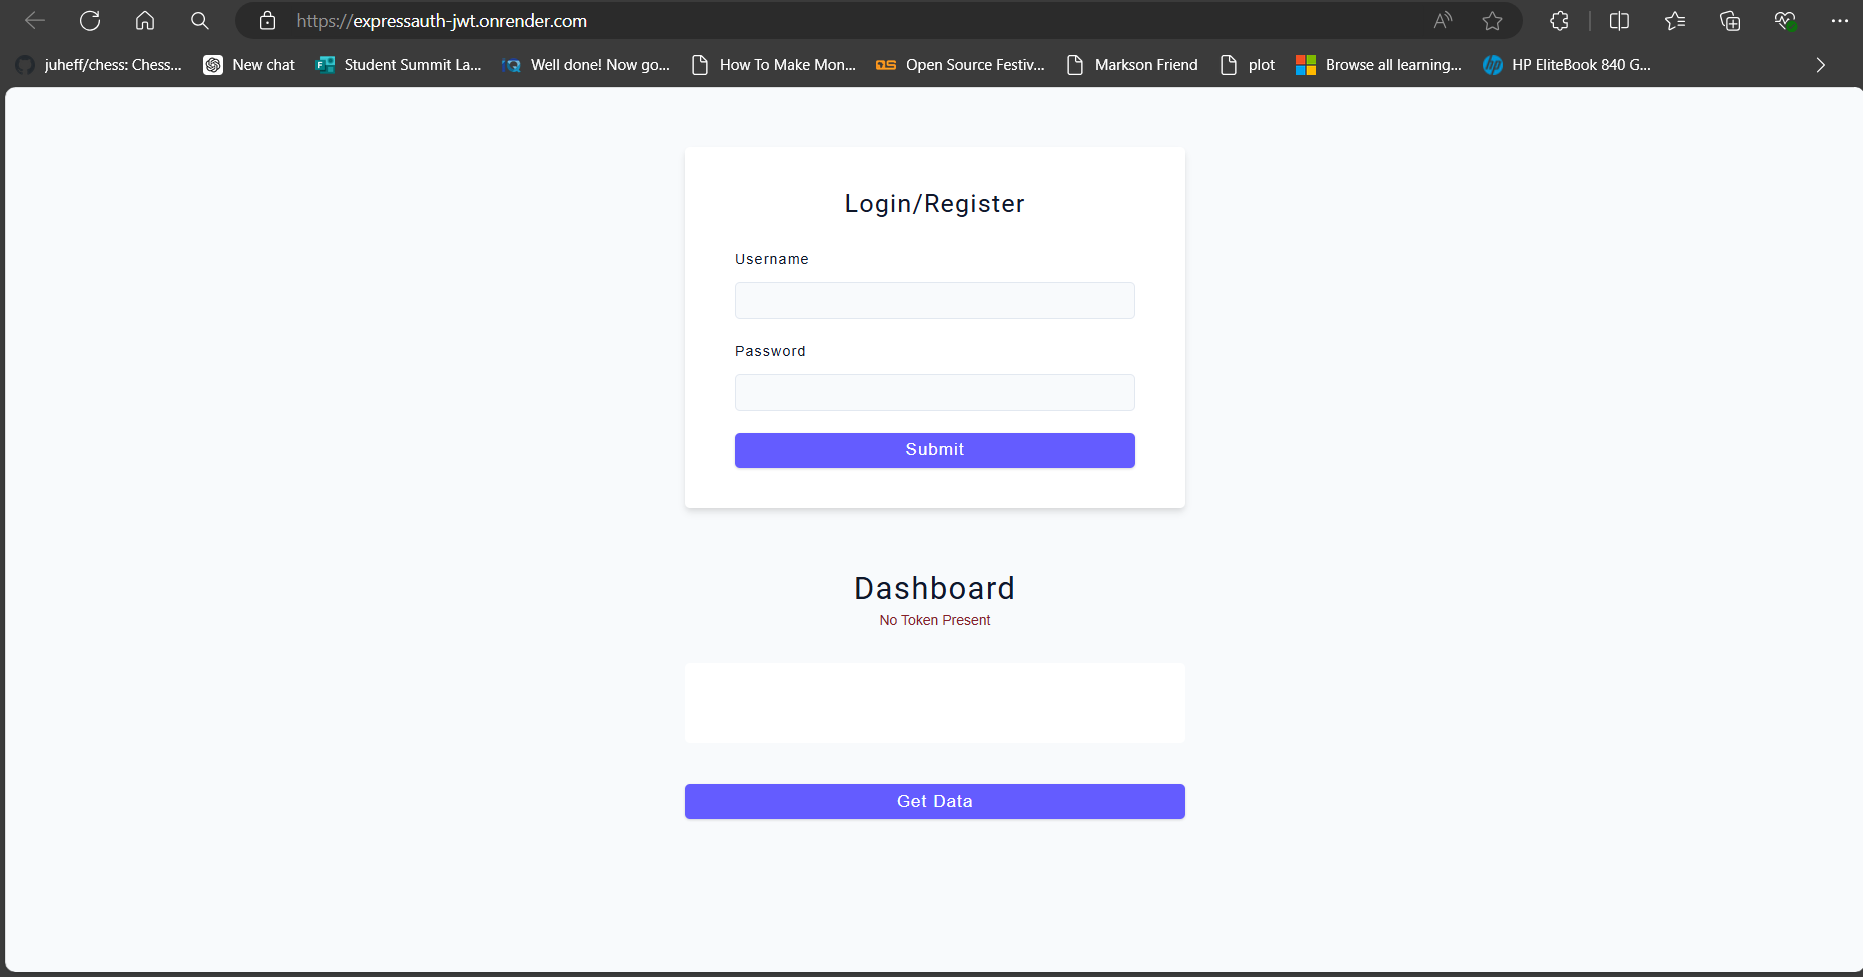 https://expressauth-jwt.onrender.com
juheff/chess: Chess... New chat Student Summit La... Well done! Now go... How To Make Mon... Open Source Festiv... Markson Friend plot Browse all learning... HP EliteBook 840 G...
Login/Register
Username
Password
Submit
Dashboard
No Token Present
Get Data